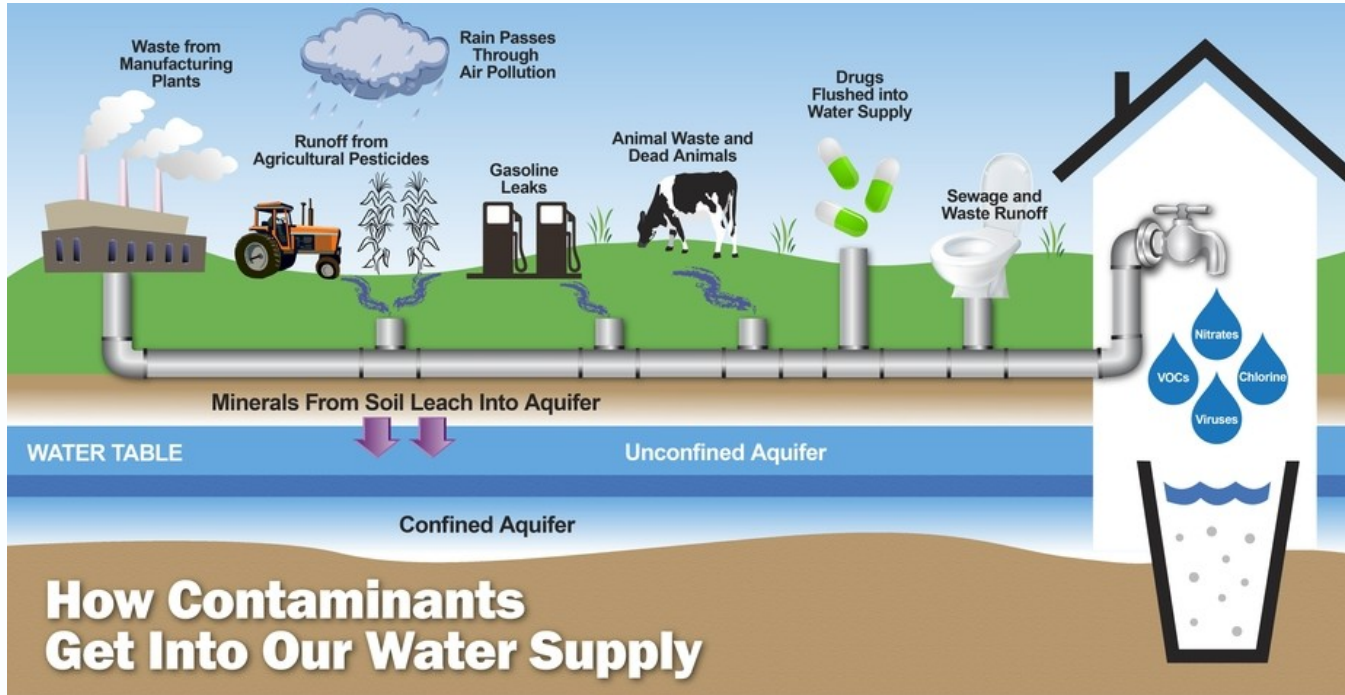 Waste from
Manufacturing
Plants
Rain Passes
Through
Air Pollution
Runoff from
Agricultural Pesticides
Gasoline
Leaks
Animal Waste and
Dead Animals
Drugs
Flushed into
Water Supply
Sewage and
Waste Runoff
Nitrates
VOCs
Chlorine
Viruses
Minerals From Soil Leach Into Aquifer
WATER TABLE
Unconfined Aquifer
Confined Aquifer
How Contaminants
Get Into Our Water Supply